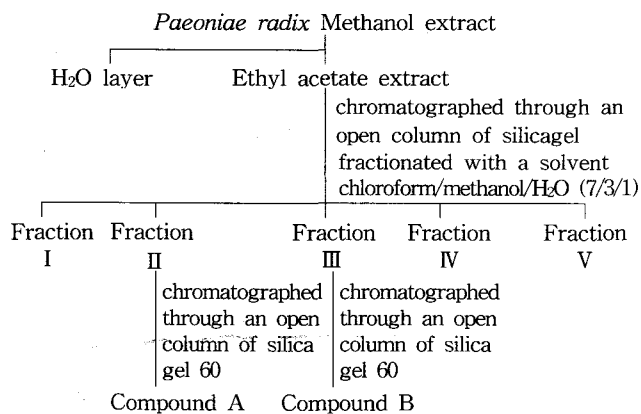 Paeoniae radix Methanol extract
H₂O layer
Ethyl acetate extract
chromatographed through an
open column of silicagel
fractionated with a solvent
chloroform/methanol/H₂O (7/3/1)
Fraction I
Fraction II
Fraction III
Fraction IV
Fraction V
chromatographed
through an open
column of silica
gel 60
chromatographed
through an open
column of silica
gel 60
Compound A
Compound B